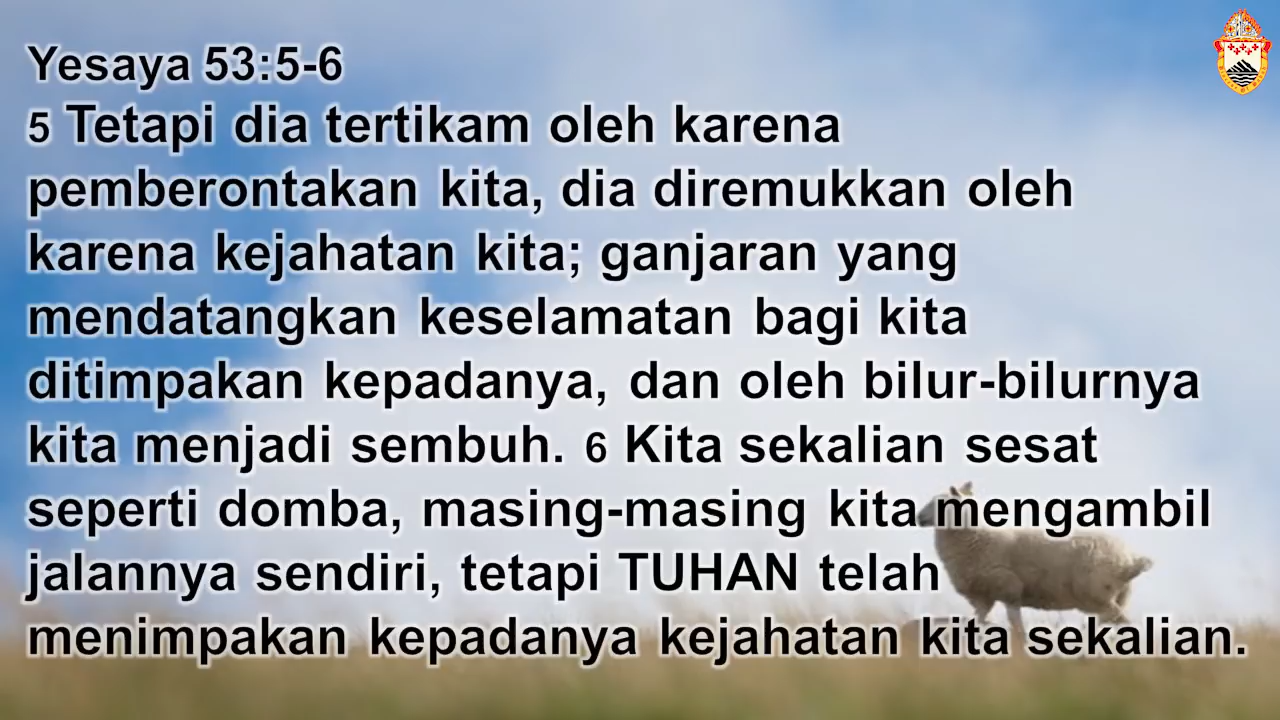 Yesaya 53:5-6
5 Tetapi dia tertikam oleh karena
pemberontakan kita, dia diremukkan oleh
karena kejahatan kita; ganjaran yang
mendatangkan keselamatan bagi kita
ditimpakan kepadanya, dan oleh bilur-bilurnya
kita menjadi sembuh. 6 Kita sekalian sesat
seperti domba, masing-masing kita mengambil
jalannya sendiri, tetapi TUHAN telah
menimpakan kepadanya kejahatan kita sekalian.